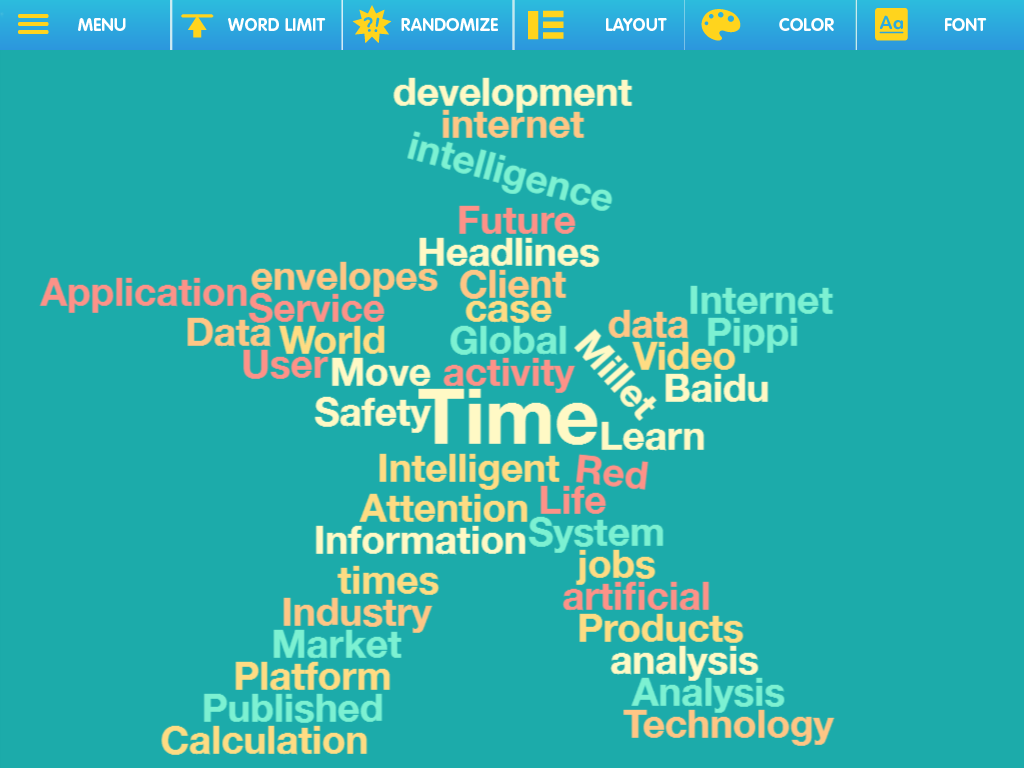 MENU
WORD LIMIT
?!
RANDOMIZE
LAYOUT
COLOR
Aa
FONT
development
internet
intelligence
Future
Headlines
envelopes
Client
Application
Service
case
Internet
Data
World
Global
data
Pippi
User
Move
activity
Millet
Video
Baidu
Safety
Time
Learn
Intelligent
Red
Attention
Life
Information
System
times
jobs
Industry
artificial
Market
Products
Platform
analysis
Published
Analysis
Calculation
Technology